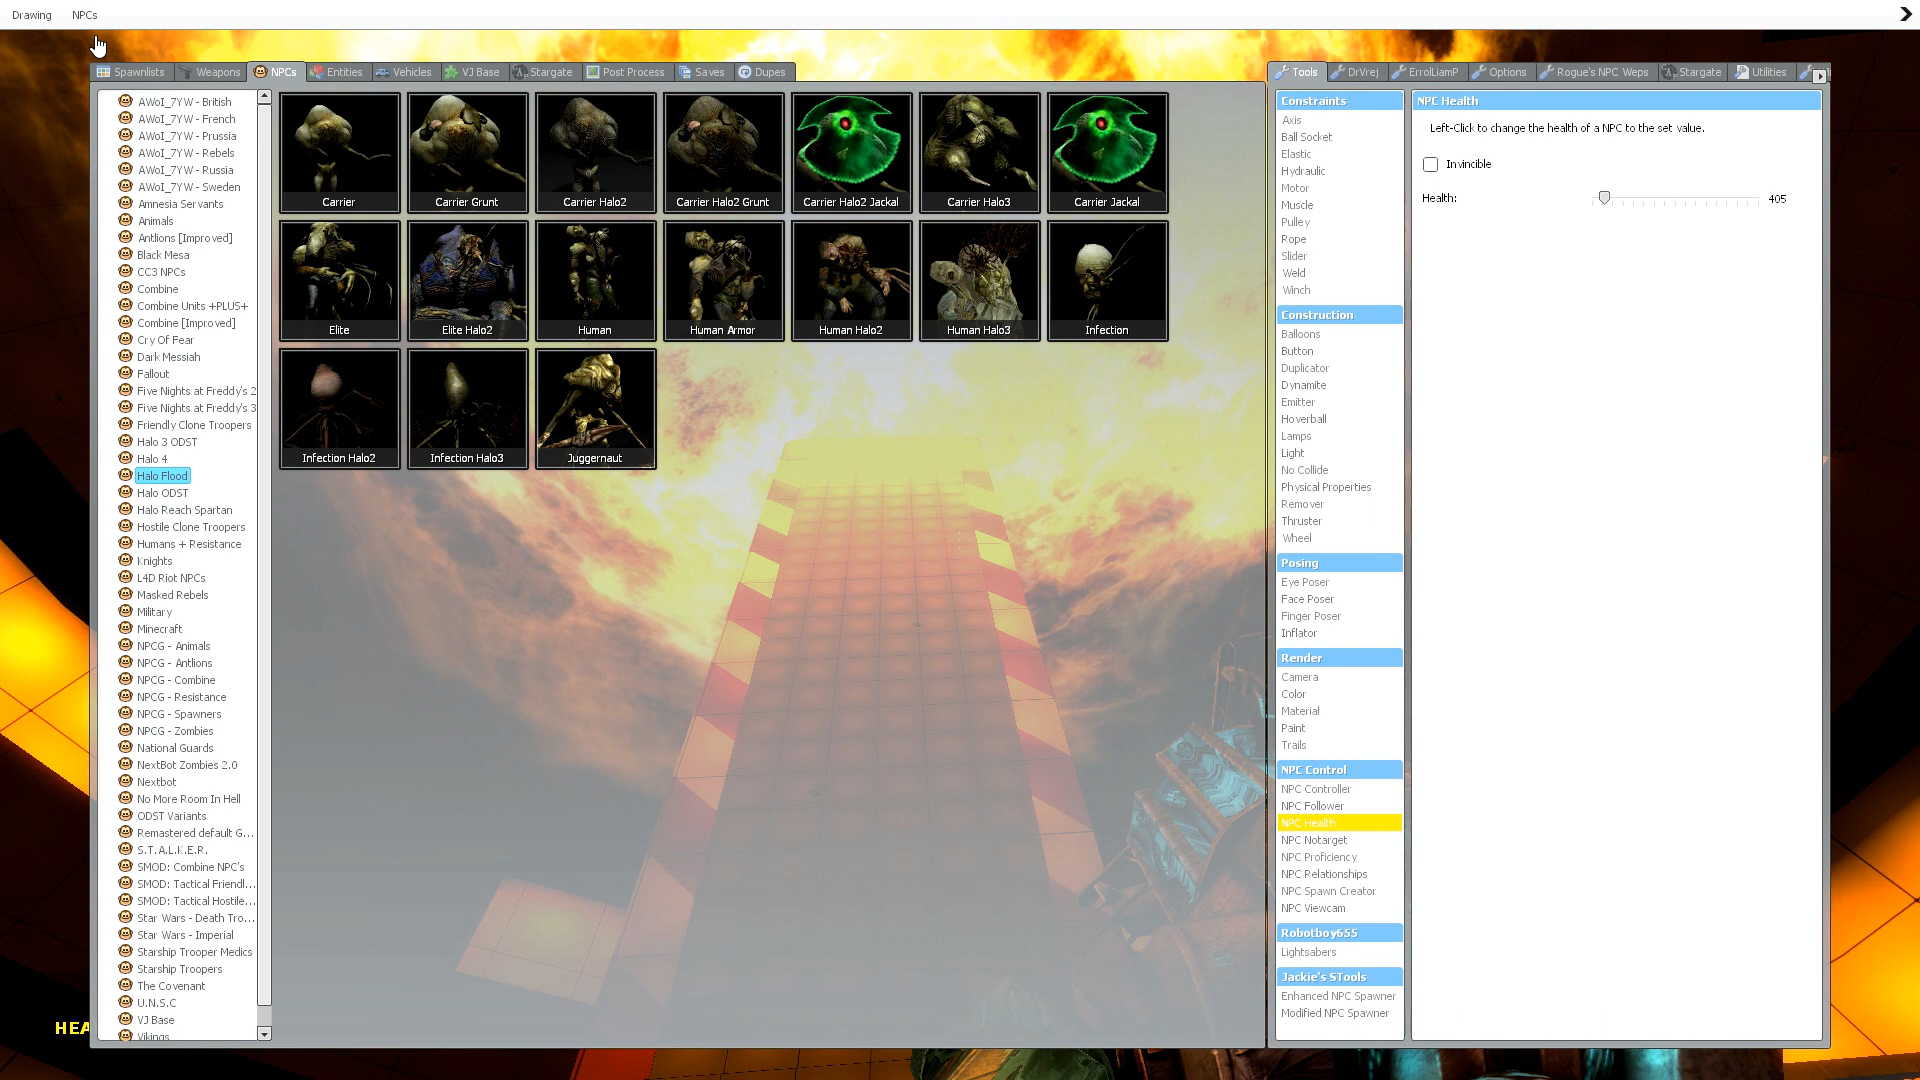 Drawing NPCs
Spawnlists Weapons NPCs Entities Vehicles VJ Base Stargate Post Process Saves Dupes
Tools DrVrej ErrolLiamP Options Rogue's NPC Weps Stargate Utilities
AWoI_7YW - British
AWoI_7YW - French
AWoI_7YW - Prussia
AWoI_7YW - Rebels
AWoI_7YW - Russia
AWoI_7YW - Sweden
Amnesia Servants
Animals
Antlions [Improved]
Black Mesa
CC3 NPCs
Combine
Combine Units +PLUS+
Combine [Improved]
Cry Of Fear
Dark Messiah
Fallout
Five Nights at Freddy's 2
Five Nights at Freddy's 3
Friendly Clone Troopers
Halo 3 ODST
Halo 4
Halo Flood
Halo ODST
Halo Reach Spartan
Hostile Clone Troopers
Humans + Resistance
Knights
L4D Riot NPCs
Masked Rebels
Military
Minecraft
NPCG - Animals
NPCG - Antlions
NPCG - Combine
NPCG - Resistance
NPCG - Spawners
NPCG - Zombies
National Guards
NextBot Zombies 2.0
Nextbot
No More Room In Hell
ODST Variants
Remastered default G...
S.T.A.L.K.E.R.
SMOD: Combine NPC's
SMOD: Tactical Friendl...
SMOD: Tactical Hostile...
Star Wars - Death Tro...
Star Wars - Imperial
Starship Trooper Medics
Starship Troopers
The Covenant
U.N.S.C
VJ Base
Vikings
HEA
Carrier Carrier Grunt Carrier Halo2 Carrier Halo2 Grunt Carrier Halo2 Jackal Carrier Halo3 Carrier Jackal
Elite Elite Halo2 Human Human Armor Human Halo2 Human Halo3 Infection
Infection Halo2 Infection Halo3 Juggernaut
Constraints
Axis
Ball Socket
Elastic
Hydraulic
Motor
Muscle
Pulley
Rope
Slider
Weld
Winch
Construction
Balloons
Button
Duplicator
Dynamite
Emitter
Hoverball
Lamps
Light
No Collide
Physical Properties
Remover
Thruster
Wheel
Posing
Eye Poser
Face Poser
Finger Poser
Inflator
Render
Camera
Color
Material
Paint
Trails
NPC Control
NPC Controller
NPC Follower
NPC Health
NPC Notarget
NPC Proficiency
NPC Relationships
NPC Spawn Creator
NPC Viewcam
Robotboy655
Lightsabers
Jackie's STools
Enhanced NPC Spawner
Modified NPC Spawner
NPC Health
Left-Click to change the health of a NPC to the set value.
Invincible
Health: 405